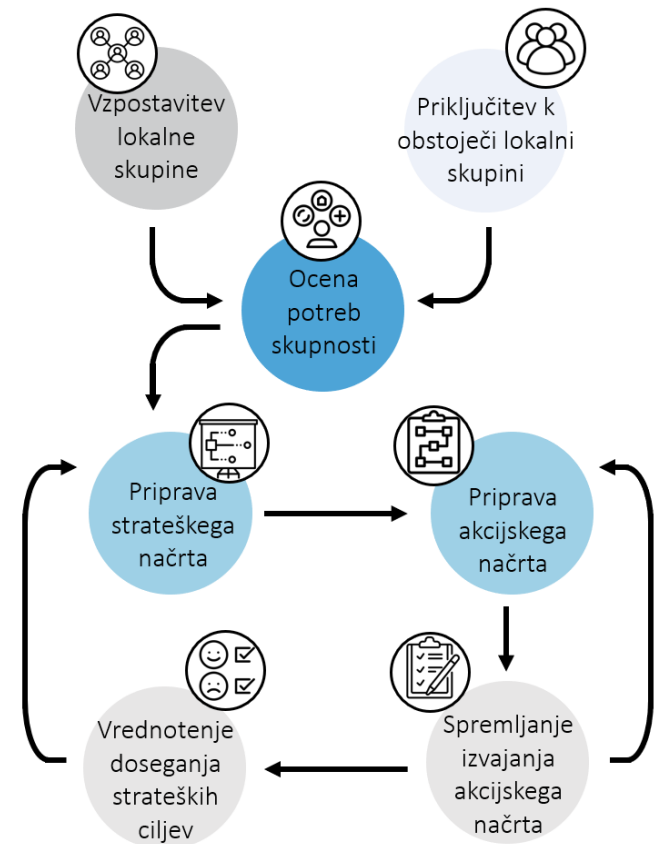 Vzpostavitev
lokalne
skupine
Priključitev k
obstoječi lokalni
skupini
Ocena
potreb
skupnosti
Priprava
strateškega
načrta
Priprava
akcijskega
načrta
Vrednotenje
doseganja
strateških
ciljev
Spremljanje
izvajanja
akcijskega
načrta